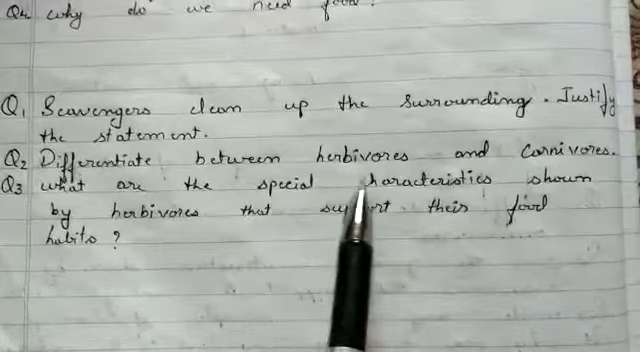 Q4 why do we need food?
Q1 Scavengers clean up the surrounding. Justify
the statement.
Q2 Differentiate between herbivores and Carnivores.
Q3 what are the special characteristics shown
by herbivores that support their food
habits ?